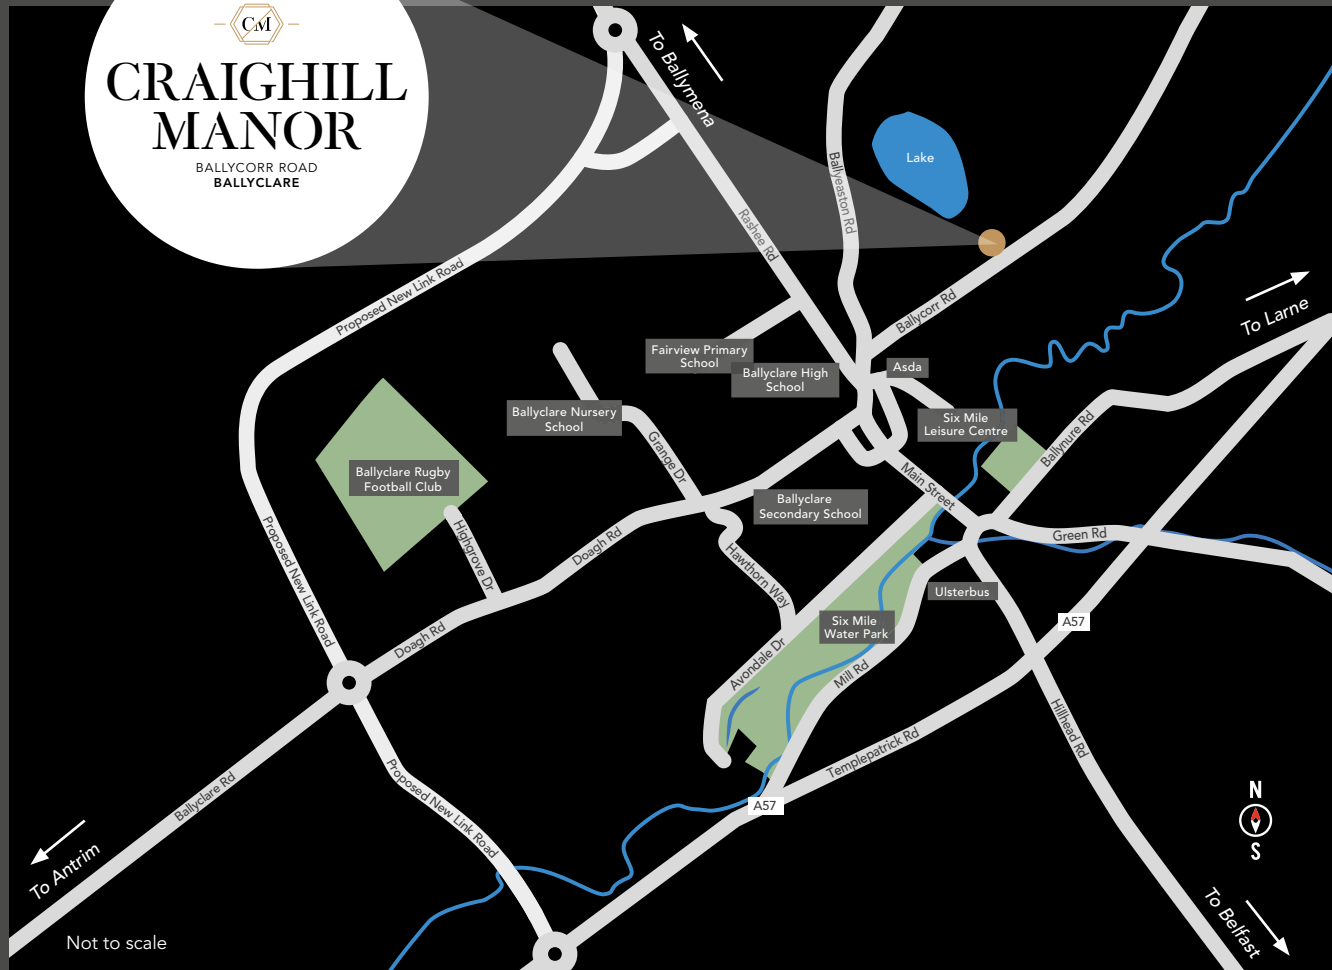 CM
CRAIGHILL
MANOR
BALLYCORR ROAD
BALLYCLARE
To Ballymena
Lake
Ballyeaston Rd
Rashee Rd
Proposed New Link Road
Ballycorr Rd
To Larne
Fairview Primary
School
Ballyclare High
School
Asda
Ballyclare Nursery
School
Six Mile
Leisure Centre
Ballynure Rd
Grange Dr
Ballyclare Rugby
Football Club
Main Street
Ballyclare
Secondary School
Highgrove Dr
Doagh Rd
Green Rd
Proposed New Link Road
Hawthorn Way
Ulsterbus
A57
Six Mile
Water Park
Doagh Rd
Avondale Dr
Mill Rd
Hillhead Rd
Templepatrick Rd
Ballyclare Rd
Proposed New Link Road
A57
N
S
To Antrim
To Belfast
Not to scale